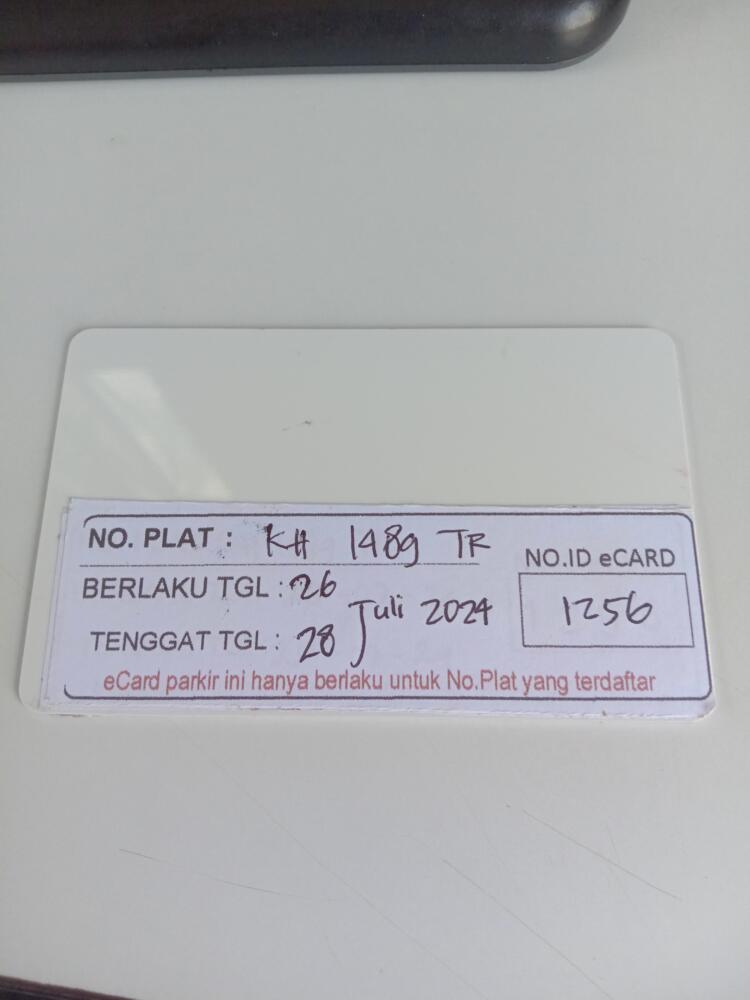 NO. PLAT : KH 1489 TR
NO.ID eCARD
BERLAKU TGL : 26
1256
Juli 2024
TENGGAT TGL : 28
eCard parkir ini hanya berlaku untuk No.Plat yang terdaftar